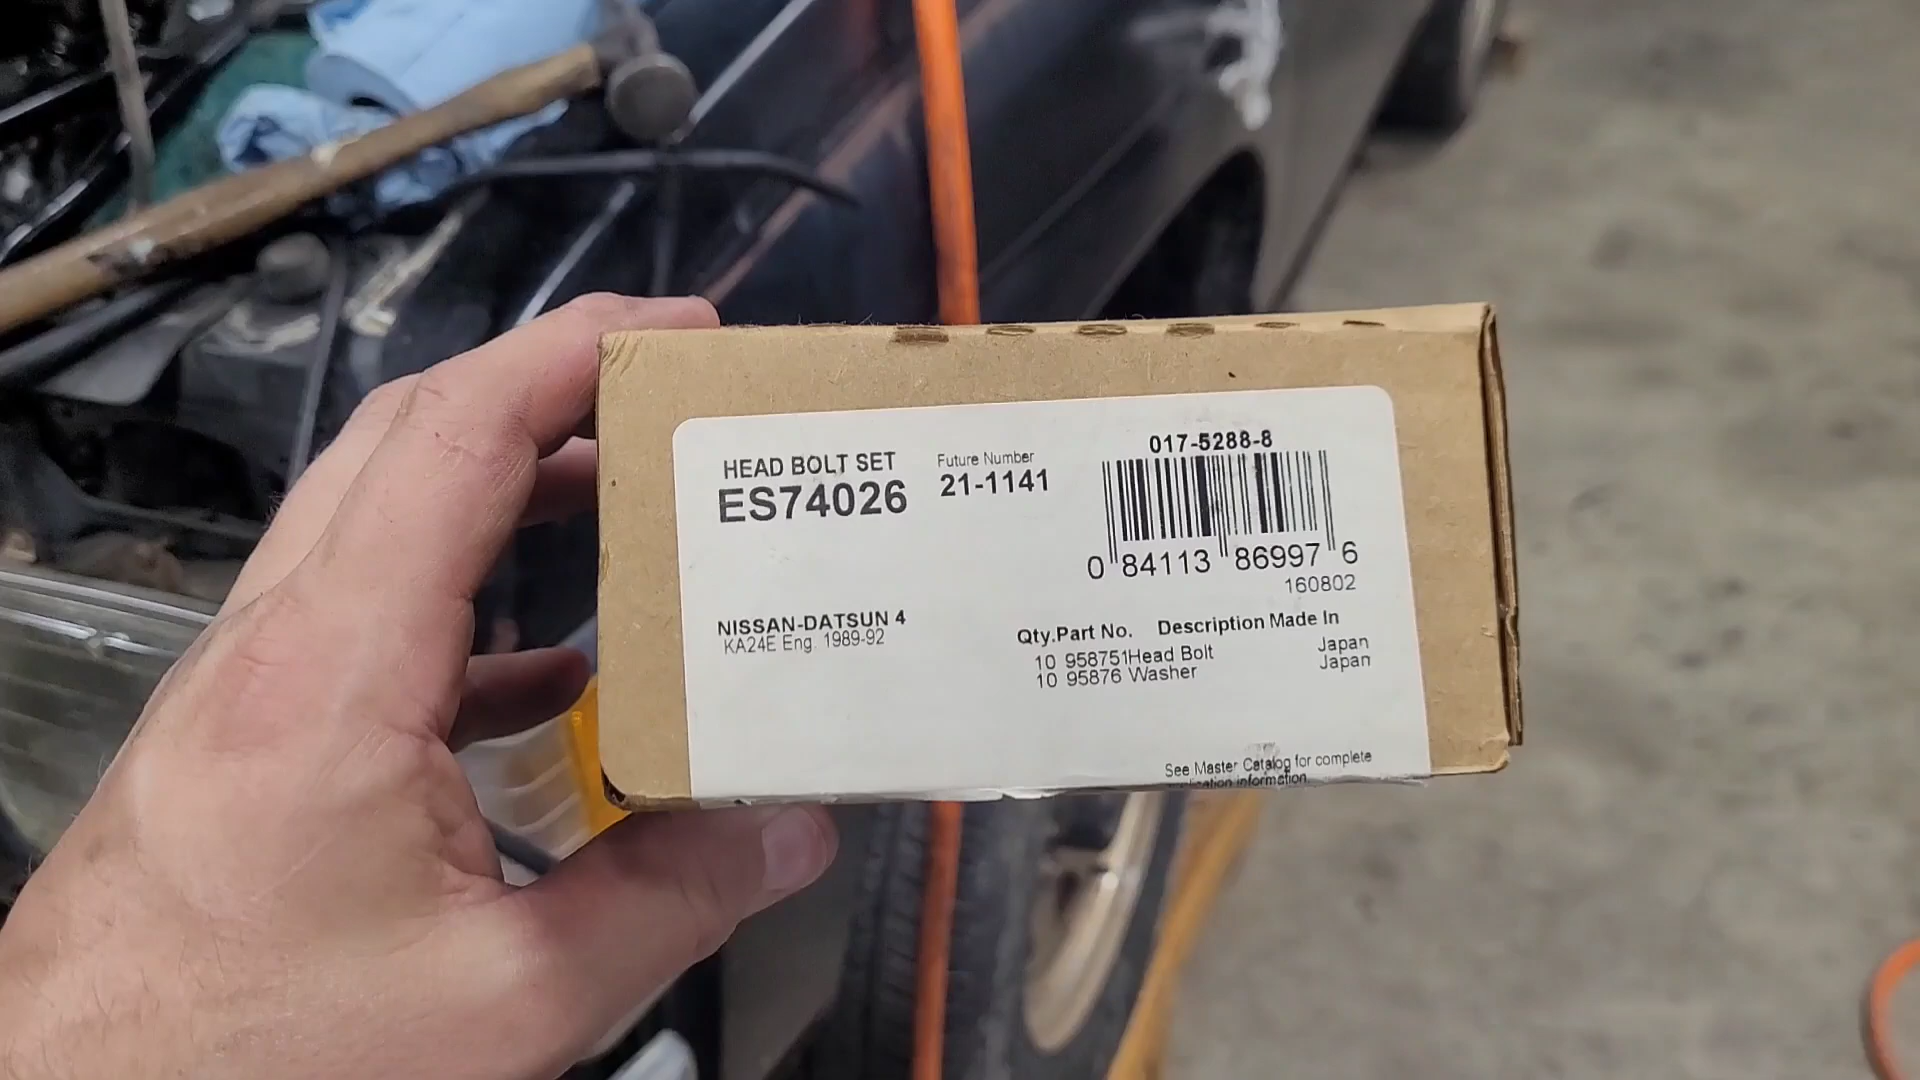 HEAD BOLT SET
ES74026
Future Number
21-1141
017-5288-8
0 84113 86997 6
160802
NISSAN-DATSUN 4
KA24E Eng. 1989-92
Qty.Part No. Description Made In
10 958751Head Bolt Japan
10 95876 Washer Japan
See Master Catalog for complete
information.